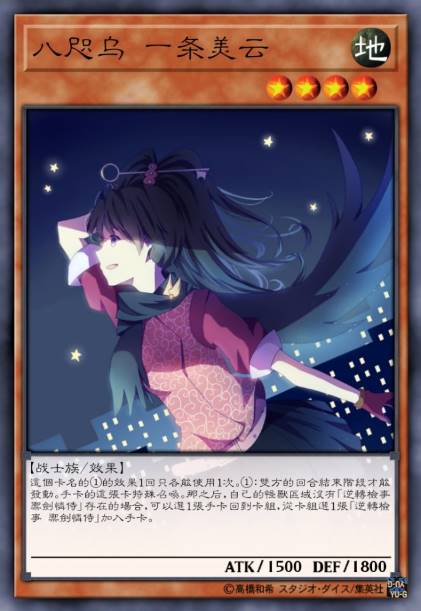 八咫乌 一条美云
地
【战士族/效果】
這個卡名的①的效果1回只各能使用1次。①：雙方的回合結束階段才能
發動。手卡的這張卡特殊召喚。那之后，自己的怪獸區域沒有「逆轉檢事
禦劍憐侍」存在的場合，可以選1張手卡回到卡組，從卡組選1張「逆轉檢
事 禦劍憐侍」加入手卡。
ATK/1500 DEF/1800
©高橋和希 スタジオ・ダイス/集英社